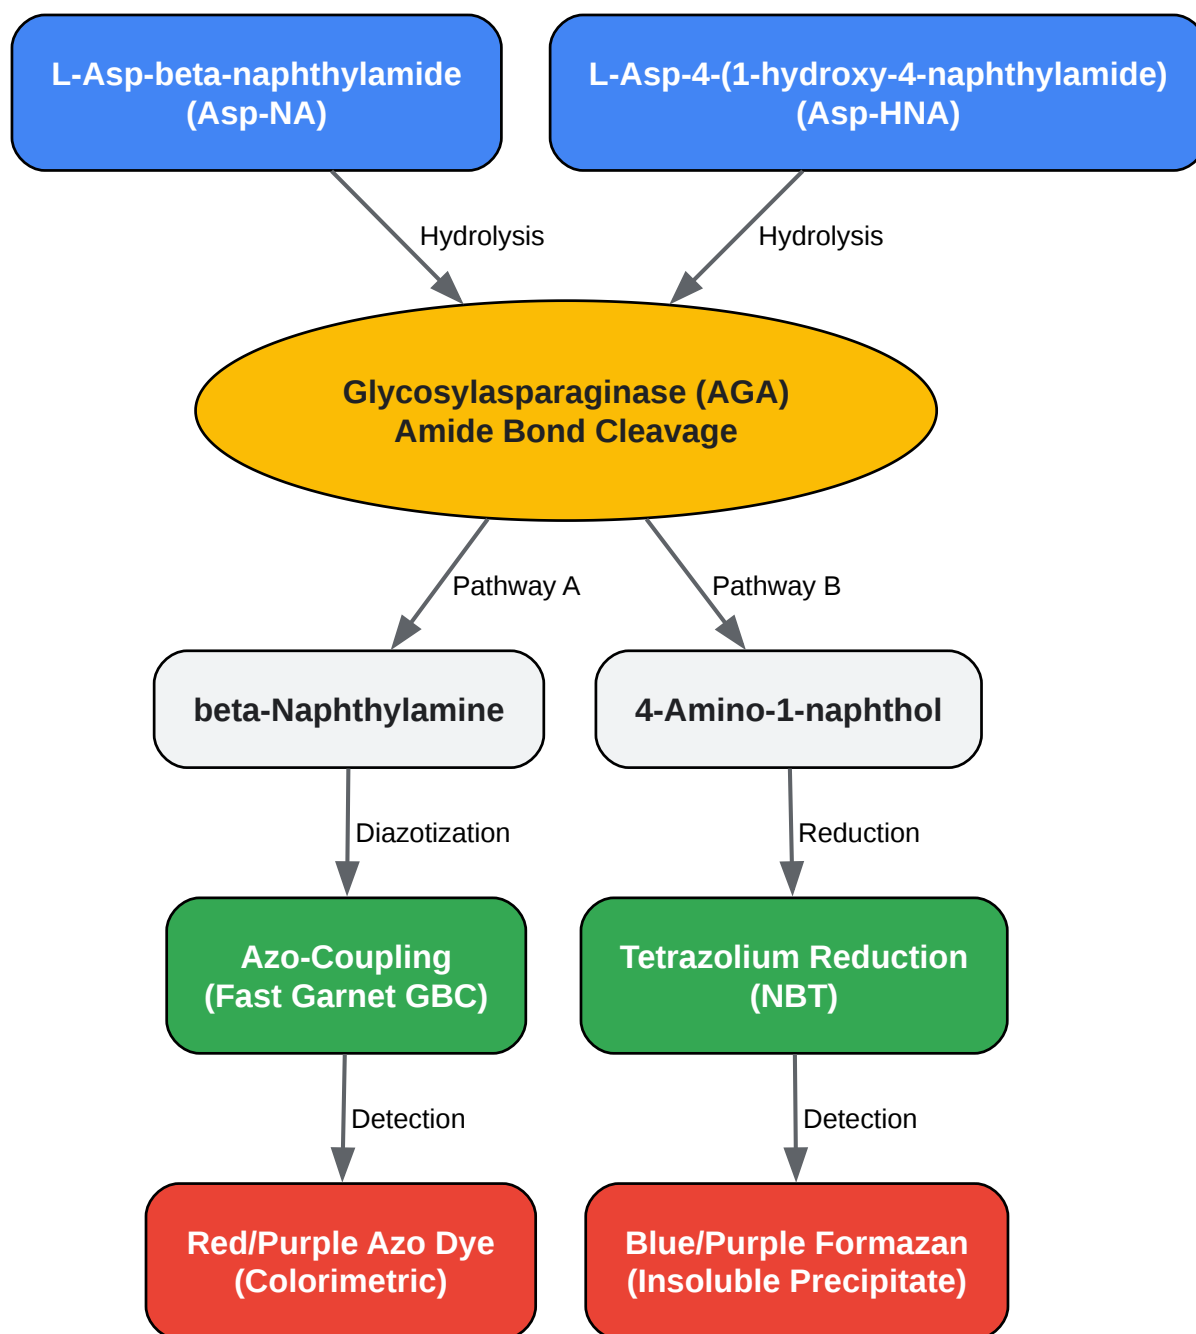 L-Asp-beta-naphthylamide
(Asp-NA)
L-Asp-4-(1-hydroxy-4-naphthylamide)
(Asp-HNA)
Hydrolysis
Hydrolysis
Glycosylasparaginase (AGA)
Amide Bond Cleavage
Pathway A
Pathway B
beta-Naphthylamine
4-Amino-1-naphthol
Diazotization
Reduction
Azo-Coupling
(Fast Garnet GBC)
Tetrazolium Reduction
(NBT)
Detection
Detection
Red/Purple Azo Dye
(Colorimetric)
Blue/Purple Formazan
(Insoluble Precipitate)